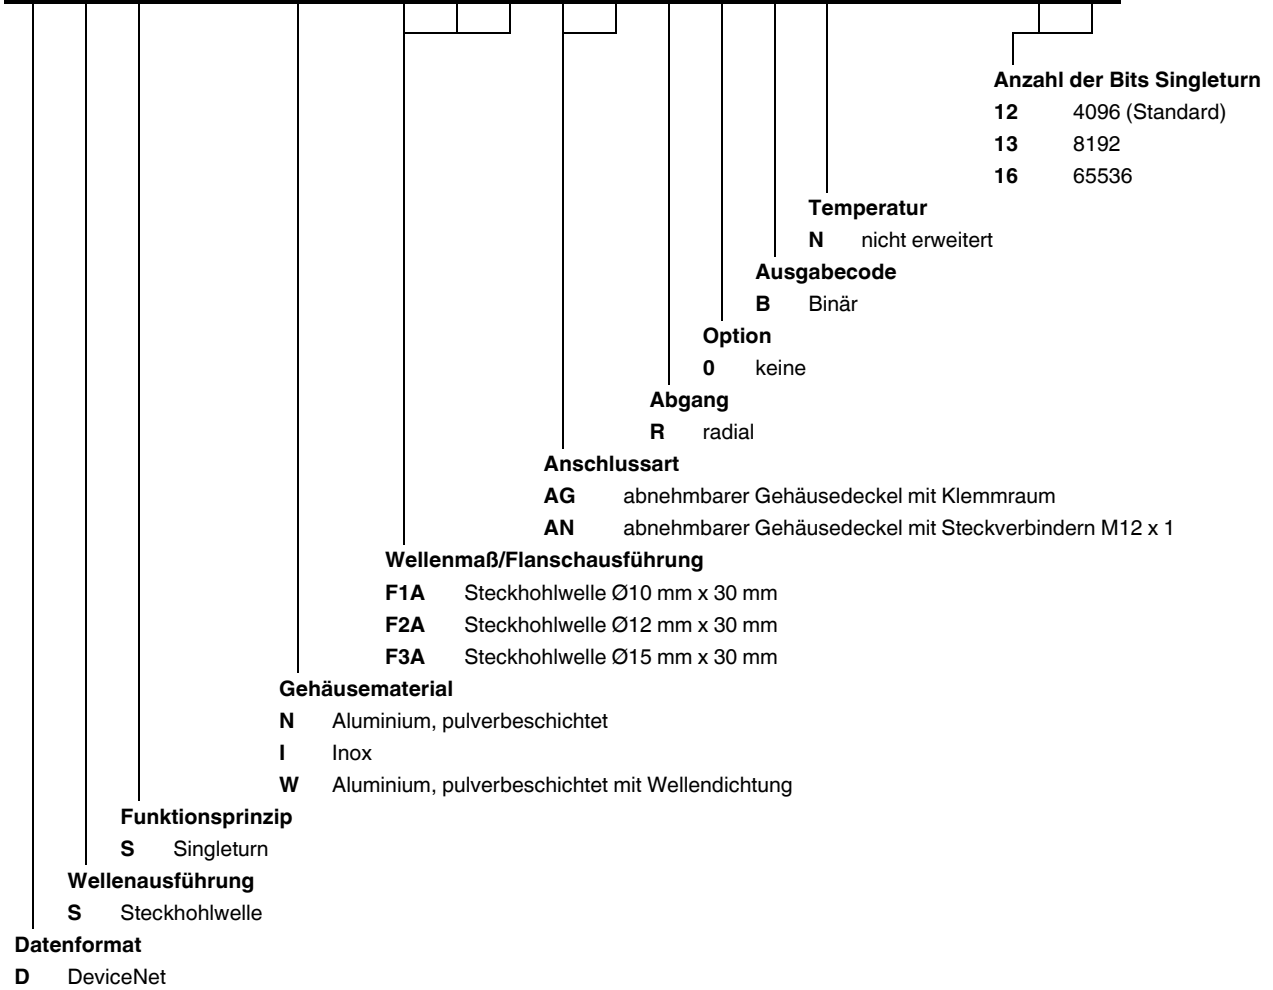 Anzahl der Bits Singleturn
12 4096 (Standard)
13 8192
16 65536
Temperatur
N nicht erweitert
Ausgabecode
B Binär
Option
0 keine
Abgang
R radial
Anschlussart
AG abnehmbarer Gehäusedeckel mit Klemmraum
AN abnehmbarer Gehäusedeckel mit Steckverbindern M12 x 1
Wellenmaß/Flanschausführung
F1A Steckhohlwelle Ø10 mm x 30 mm
F2A Steckhohlwelle Ø12 mm x 30 mm
F3A Steckhohlwelle Ø15 mm x 30 mm
Gehäusematerial
N Aluminium, pulverbeschichtet
I Inox
W Aluminium, pulverbeschichtet mit Wellendichtung
Funktionsprinzip
S Singleturn
Wellenausführung
S Steckhohlwelle
Datenformat
D DeviceNet